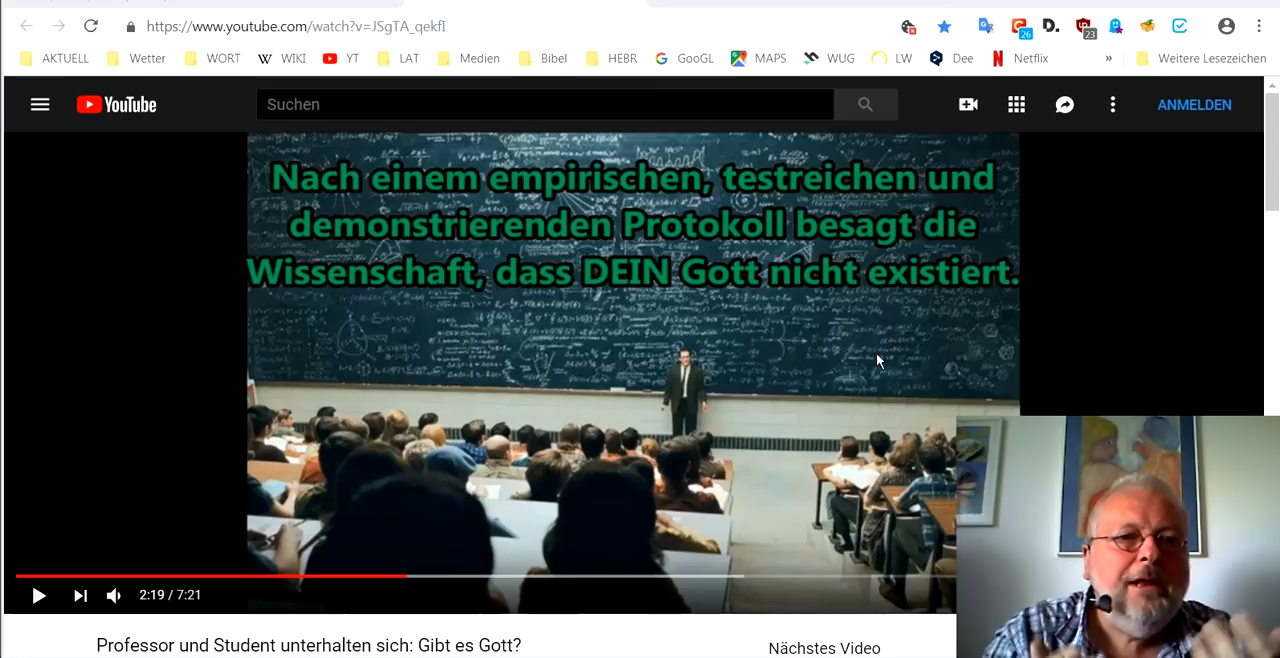 https://www.youtube.com/watch?v=JSgTA_qekfI
26
23
AKTUELL Wetter WORT WIKI YT LAT Medien Bibel HEBR GooGL MAPS WUG LW Dee Netflix » Weitere Lesezeichen
YouTube Suchen ANMELDEN
Nach einem empirischen, testreichen und
demonstrierenden Protokoll besagt die
Wissenschaft, dass DEIN Gott nicht existiert.
2:19 / 7:21
Professor und Student unterhalten sich: Gibt es Gott?
Nächstes Video